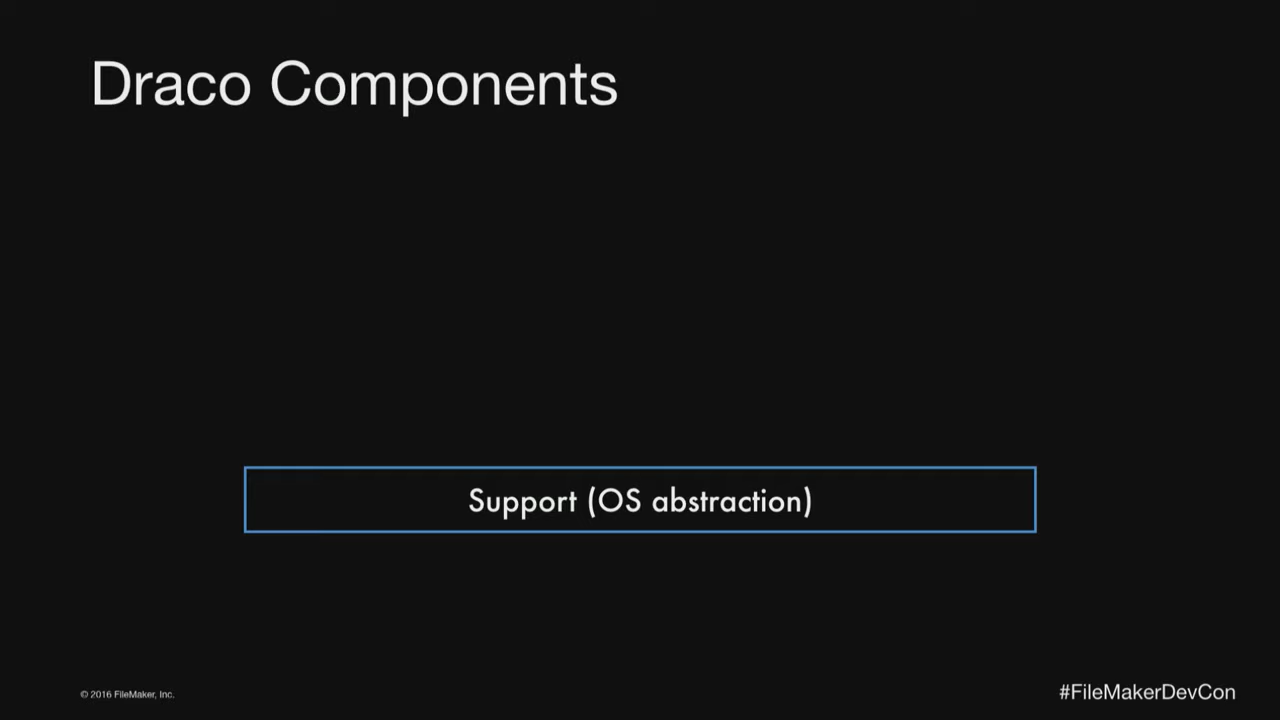 Draco Components
Support (OS abstraction)
© 2016 FileMaker, Inc.
#FileMakerDevCon